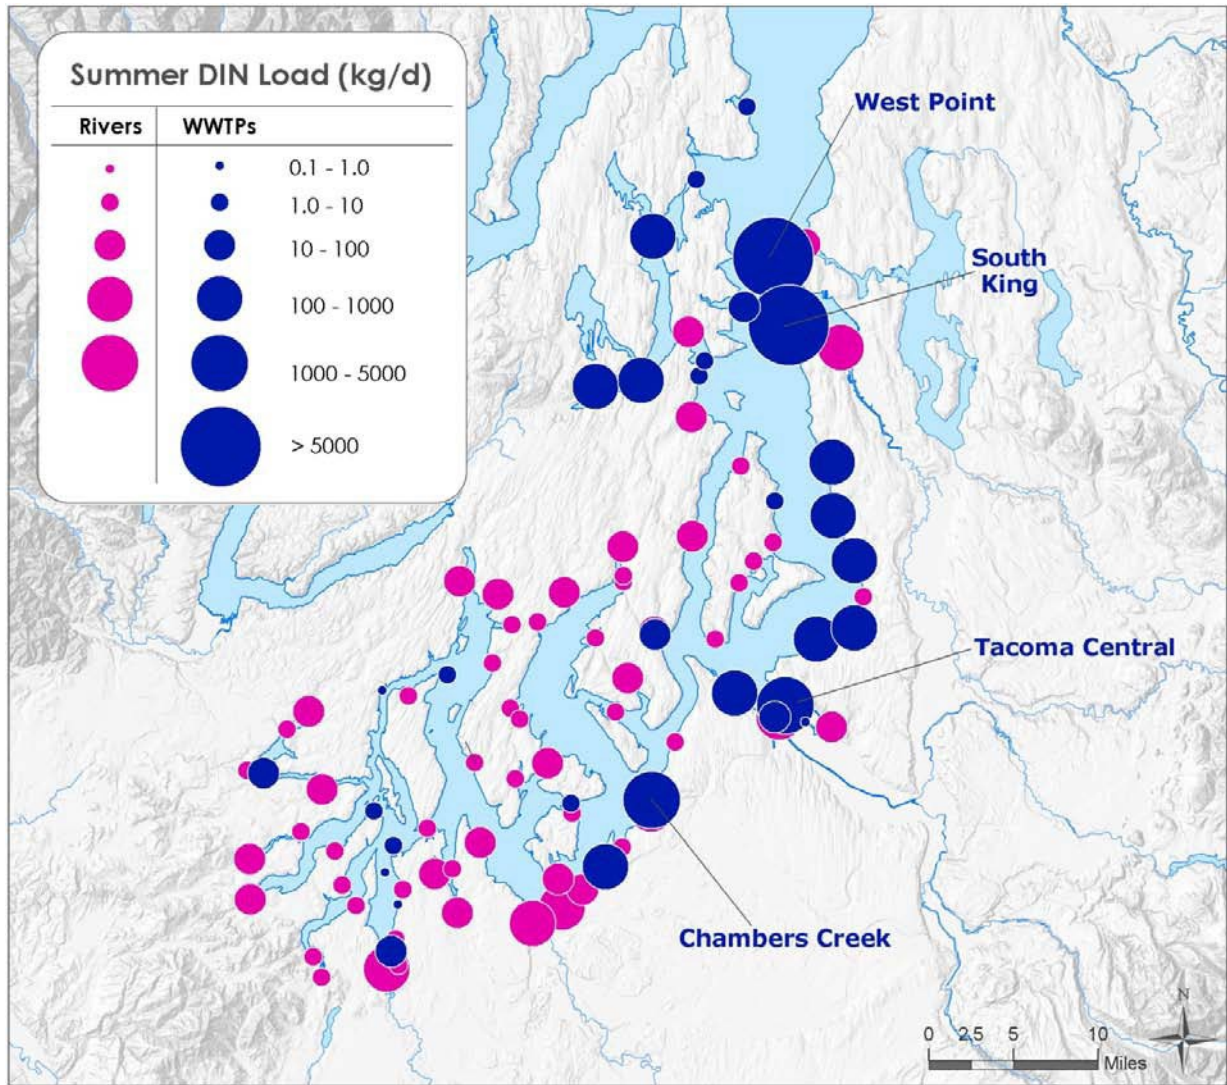 Summer DIN Load (kg/d)
Rivers WWTPs
0.1 - 1.0
1.0 - 10
10 - 100
100 - 1000
1000 - 5000
> 5000
West Point
South
King
Tacoma Central
Chambers Creek
N
0 2.5 5 10
Miles